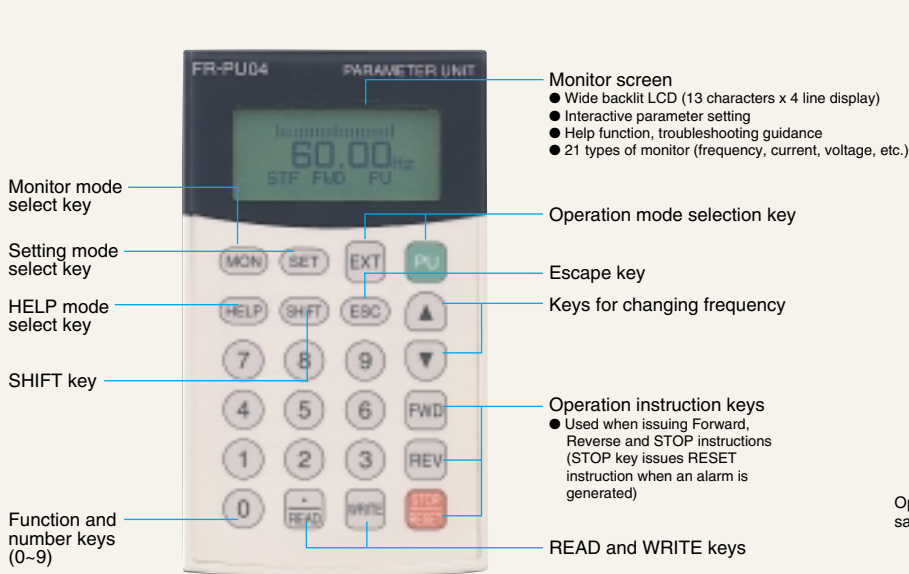 FR-PU04
PARAMETER UNIT
60.00Hz
STF FWD PU
Monitor screen
● Wide backlit LCD (13 characters x 4 line display)
● Interactive parameter setting
● Help function, troubleshooting guidance
● 21 types of monitor (frequency, current, voltage, etc.)
Monitor mode
select key
Operation mode selection key
Setting mode
select key
MON
SET
EXT
PU
Escape key
HELP mode
select key
HELP
SHIFT
ESC
▲
Keys for changing frequency
7
8
9
▼
SHIFT key
4
5
6
FWD
Operation instruction keys
● Used when issuing Forward,
Reverse and STOP instructions
(STOP key issues RESET
instruction when an alarm is
generated)
1
2
3
REV
0
READ
WRITE
STOP
RESET
Function and
number keys
(0~9)
READ and WRITE keys